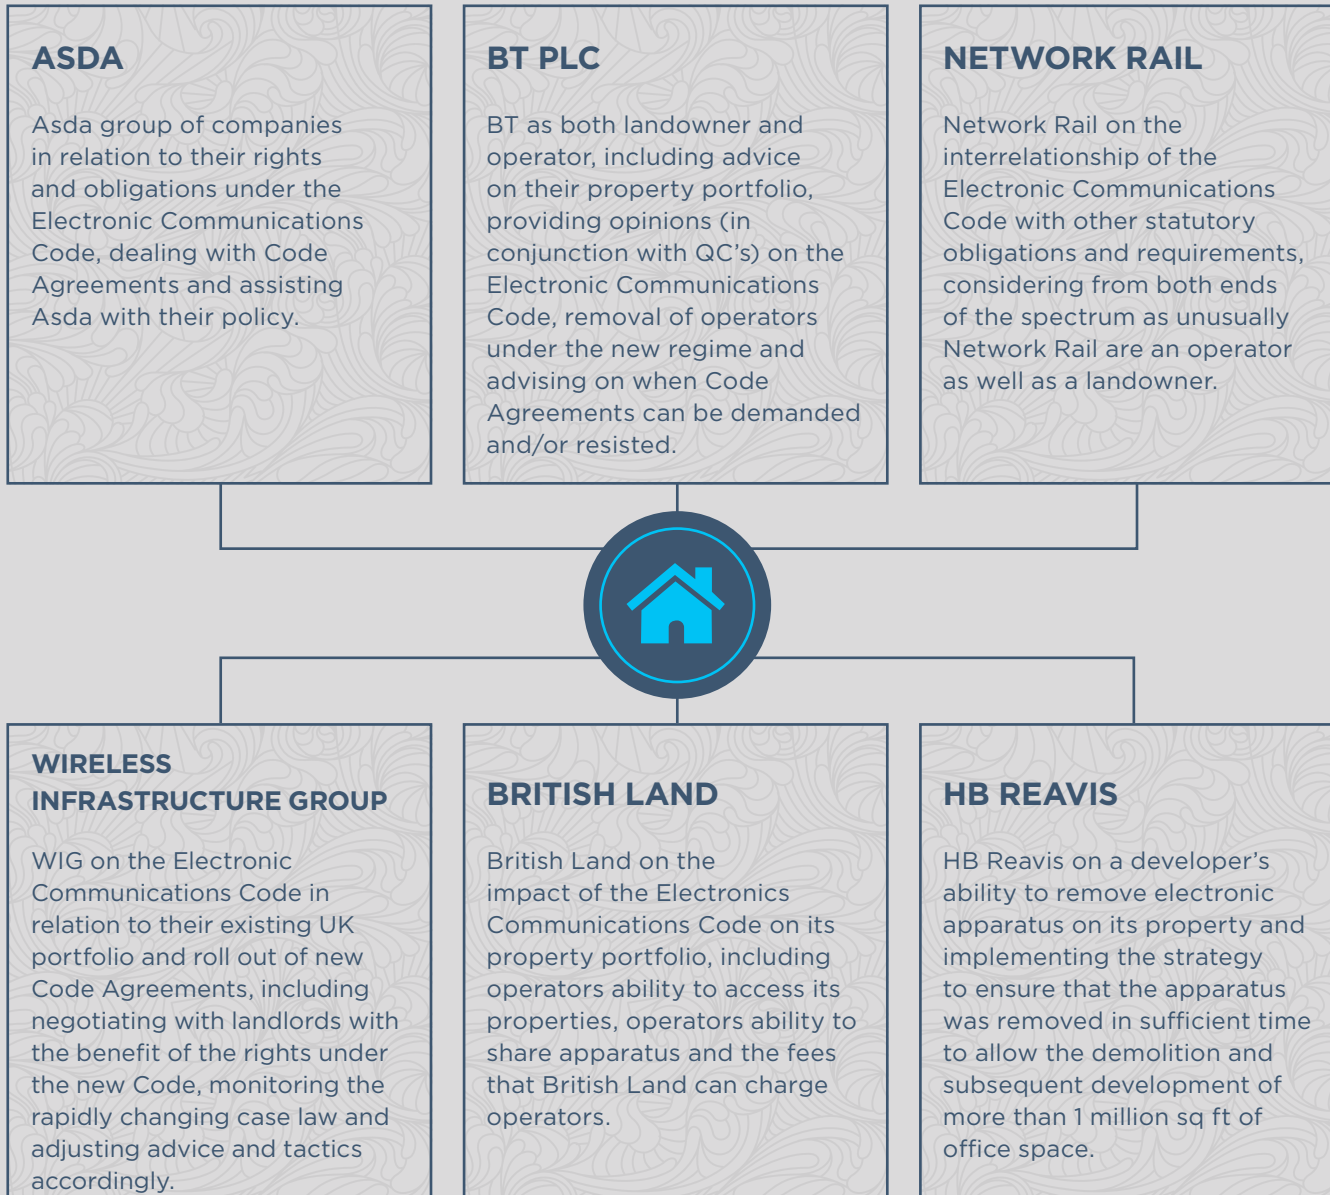 ASDA
Asda group of companies
in relation to their rights
and obligations under the
Electronic Communications
Code, dealing with Code
Agreements and assisting
Asda with their policy.
BT PLC
BT as both landowner and
operator, including advice
on their property portfolio,
providing opinions (in
conjunction with QC's) on the
Electronic Communications
Code, removal of operators
under the new regime and
advising on when Code
Agreements can be demanded
and/or resisted.
NETWORK RAIL
Network Rail on the
interrelationship of the
Electronic Communications
Code with other statutory
obligations and requirements,
considering from both ends
of the spectrum as unusually
Network Rail are an operator
as well as a landowner.
WIRELESS
INFRASTRUCTURE GROUP
WIG on the Electronic
Communications Code in
relation to their existing UK
portfolio and roll out of new
Code Agreements, including
negotiating with landlords with
the benefit of the rights under
the new Code, monitoring the
rapidly changing case law and
adjusting advice and tactics
accordingly.
BRITISH LAND
British Land on the
impact of the Electronics
Communications Code on its
property portfolio, including
operators ability to access its
properties, operators ability to
share apparatus and the fees
that British Land can charge
operators.
HB REAVIS
HB Reavis on a developer's
ability to remove electronic
apparatus on its property and
implementing the strategy
to ensure that the apparatus
was removed in sufficient time
to allow the demolition and
subsequent development of
more than 1 million sq ft of
office space.